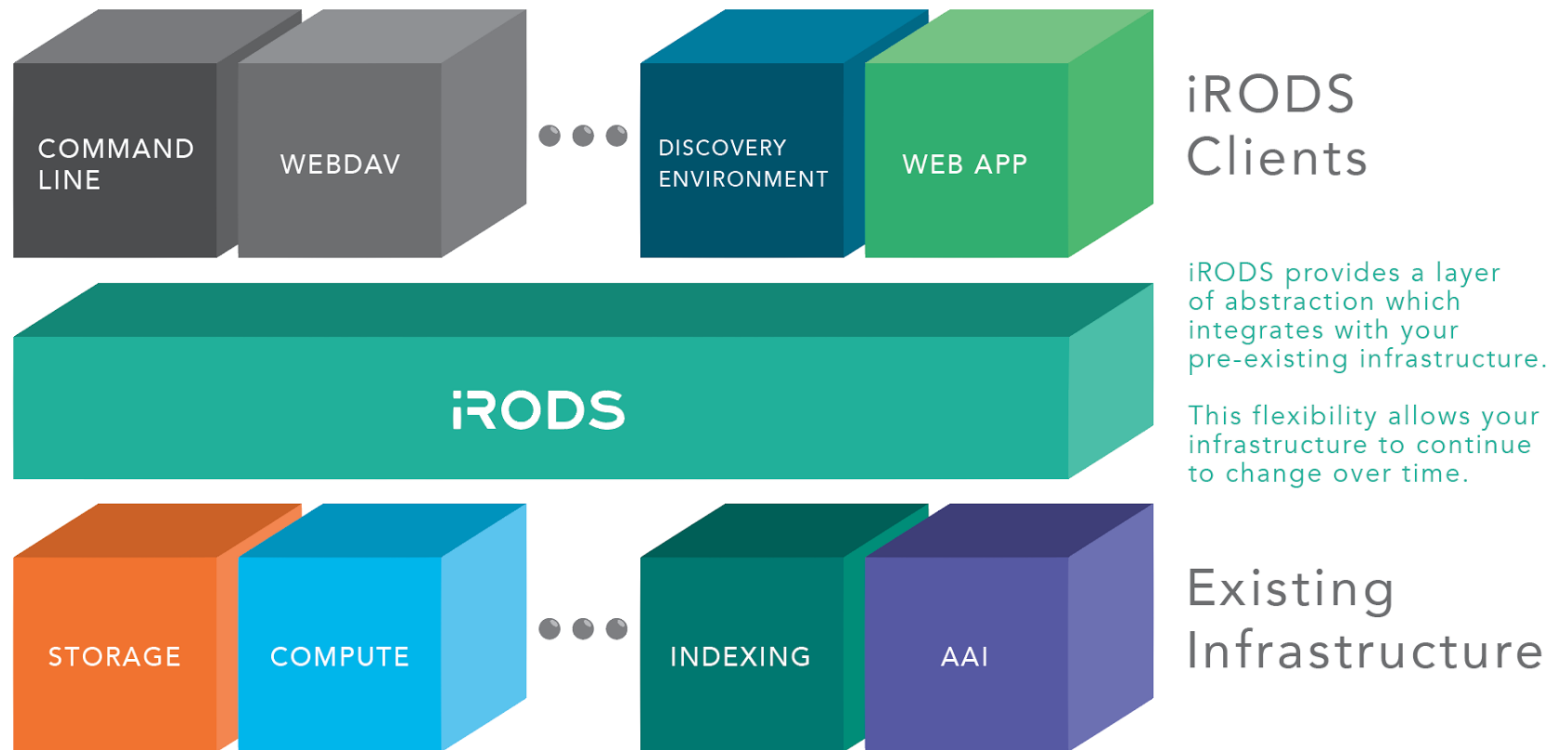 COMMAND
LINE
WEBDAV
DISCOVERY
ENVIRONMENT
WEB APP
iRODS
Clients
iRODS
iRODS provides a layer
of abstraction which
integrates with your
pre-existing infrastructure.
This flexibility allows your
infrastructure to continue
to change over time.
STORAGE
COMPUTE
INDEXING
AAI
Existing
Infrastructure